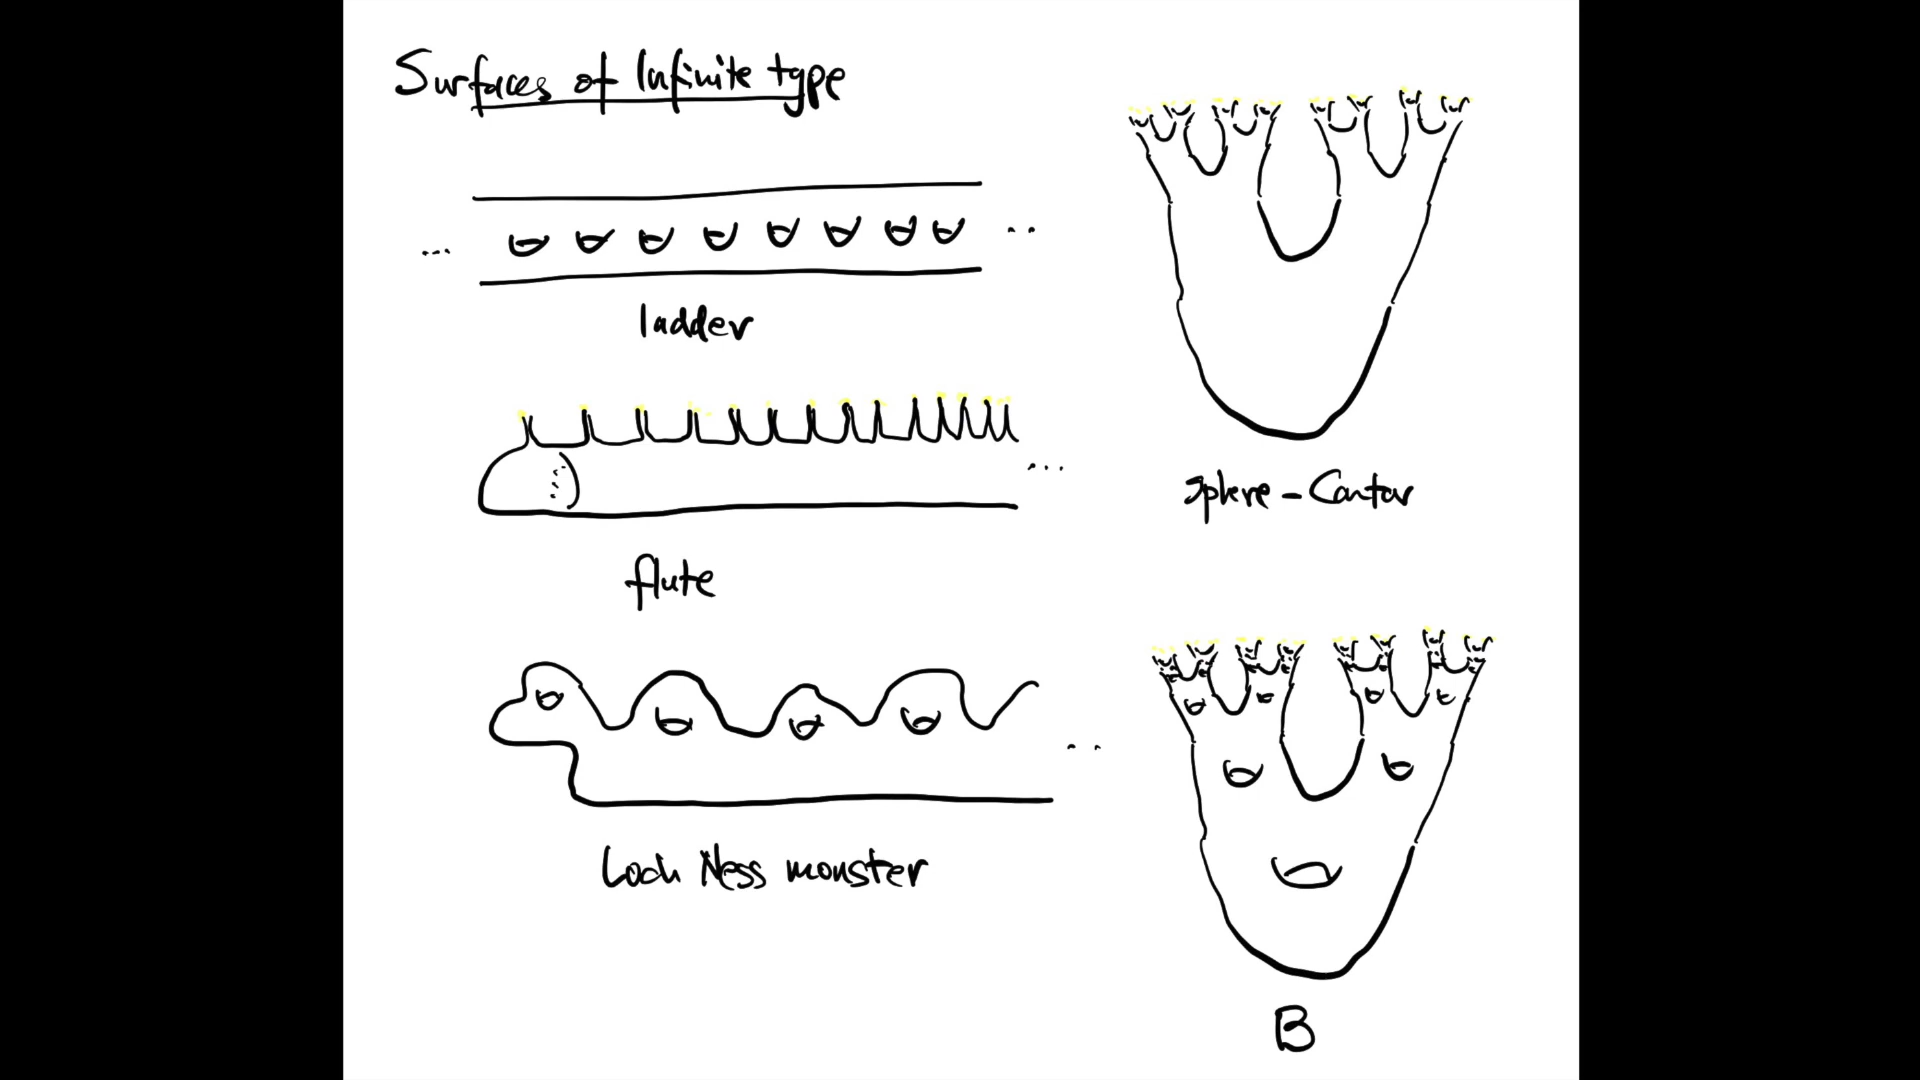 Surfaces of Infinite type
ladder
flute
Loch Ness monster
Sphere - Cantor
B